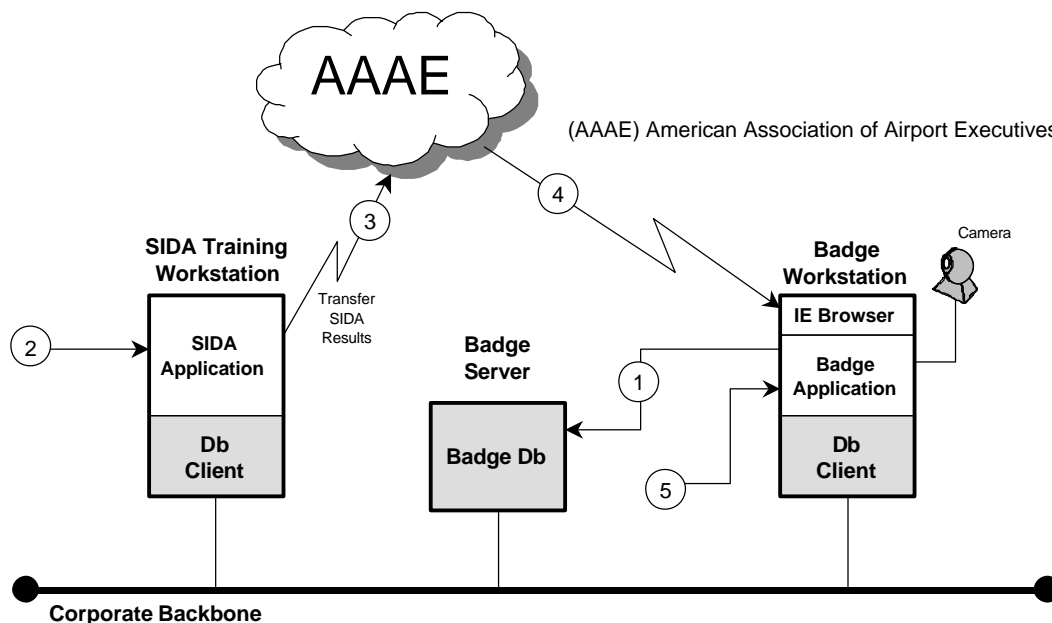 AAAE
(AAAE) American Association of Airport Executives
4
3
SIDA Training
Workstation
Transfer
SIDA
Results
Badge
Workstation
Camera
IE Browser
2
SIDA
Application
Badge
Server
1
Badge
Application
Db
Client
Badge Db
5
Db
Client
Corporate Backbone